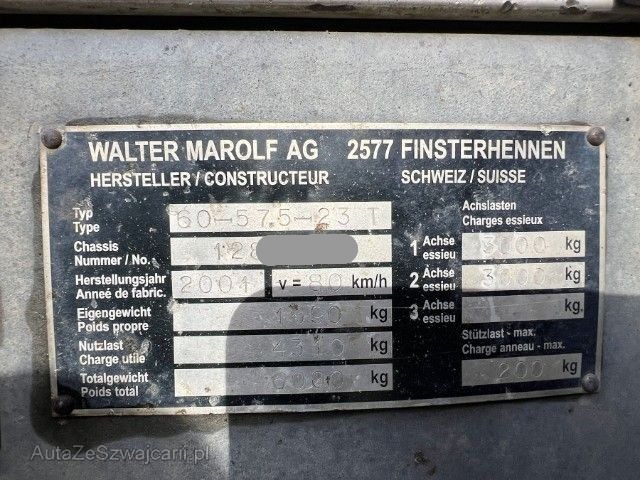 WALTER MAROLF AG 2577 FINSTERHENNEN
HERSTELLER / CONSTRUCTEUR SCHWEIZ / SUISSE
Typ
Type
60-575-23 T
Chassis
Nummer / No.
128
Herstellungsjahr
Anneé de fabric.
2001 v = 80 km/h
Eigengewicht
Poids propre
kg
Nutzlast
Charge utile
kg
Totalgewicht
Poids total
6000 kg
Achslasten
Charges essieux
1 Achse
essieu
kg
2 Achse
essieu
kg
3 Achse
essieu
kg
Stützlast - max.
Charge anneau - max.
200 kg
AutaZeSzwajcarii.pl